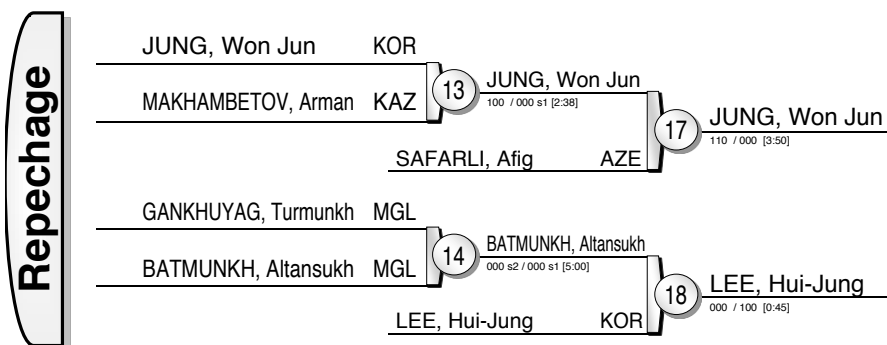 Repechage
JUNG, Won Jun KOR
MAKHAMBETOV, Arman KAZ
13
JUNG, Won Jun
100 / 000 s1 [2:38]
SAFARLI, Afig AZE
17
JUNG, Won Jun
110 / 000 [3:50]
GANKHUYAG, Turmunkh MGL
BATMUNKH, Altansukh MGL
14
BATMUNKH, Altansukh
000 s2 / 000 s1 [5:00]
LEE, Hui-Jung KOR
18
LEE, Hui-Jung
000 / 100 [0:45]